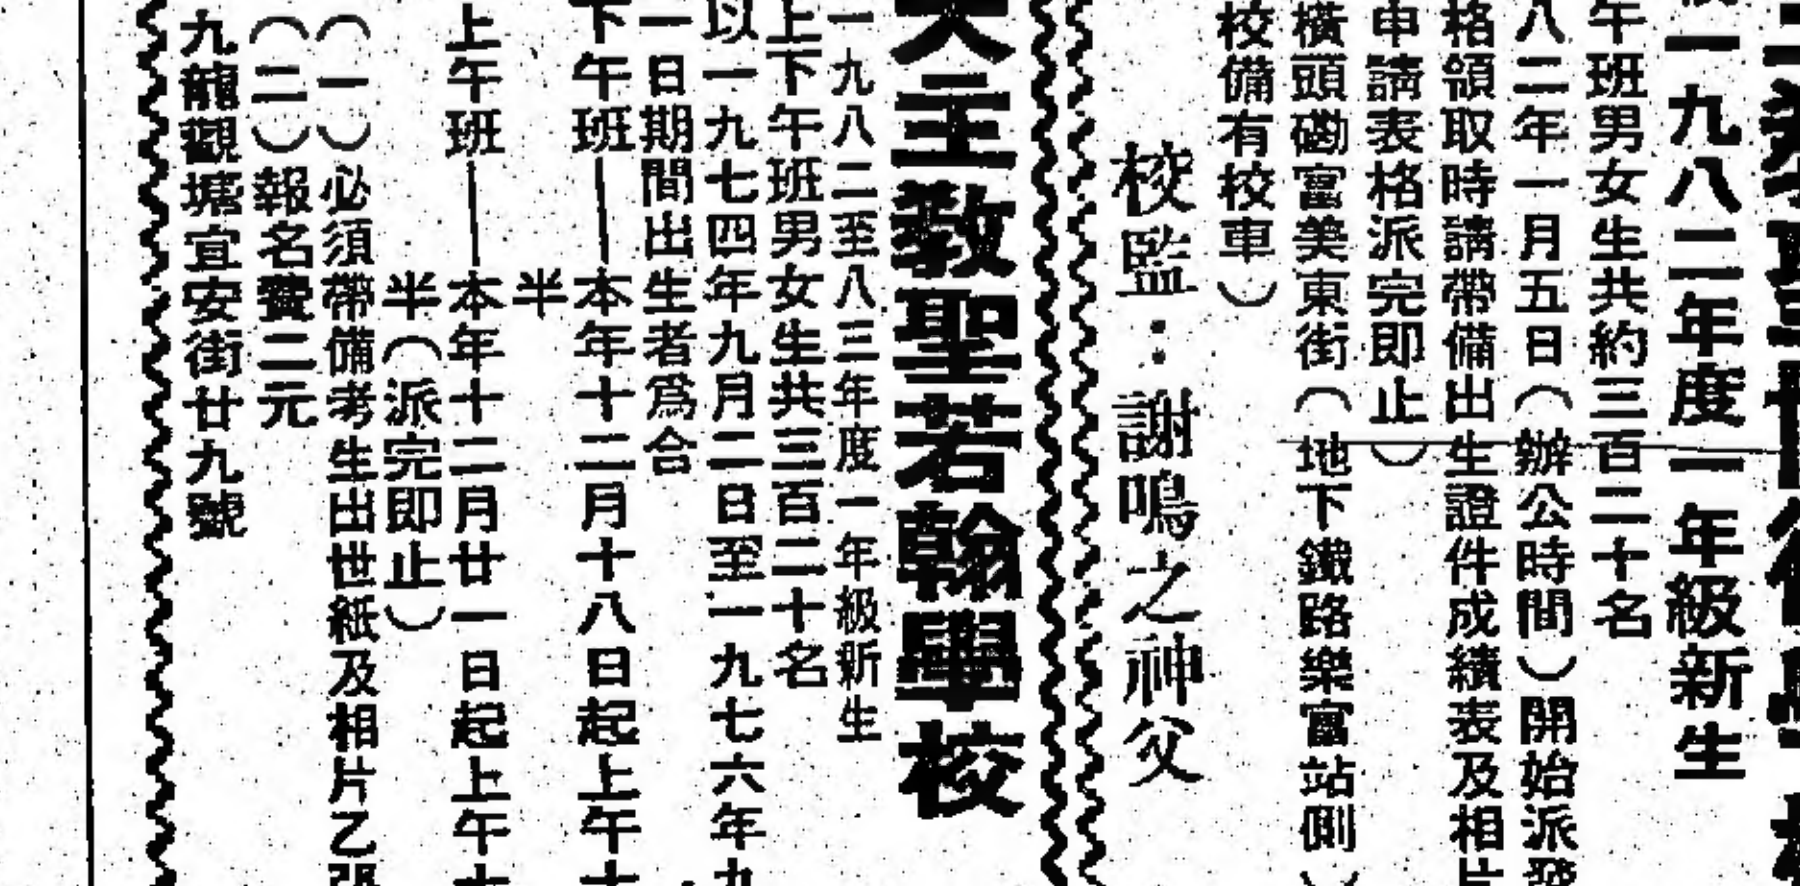 一九八二年度一年級新生
午班男女生共約三百二十名
八二年一月五日（辦公時間）開始派發
格領取時請帶備出生證件成績表及相片
申請表格派完即止）
橫頭磡富美東街（地下鐵路樂富站側）
校備有校車）
校監：謝鳴之神父
天主教聖若翰學校
一九八二至八三年度一年級新生
上下午班男女生共三百二十名
以一九七四年九月二日至一九七六年九
一日期間出生者為合
下午班——本年十二月十八日起上午十
半
上午班——本年十二月廿一日起上午十
半（派完即止）
（一）必須帶備考生出世紙及相片乙張
（二）報名費二元
九龍觀塘宜安街廿九號